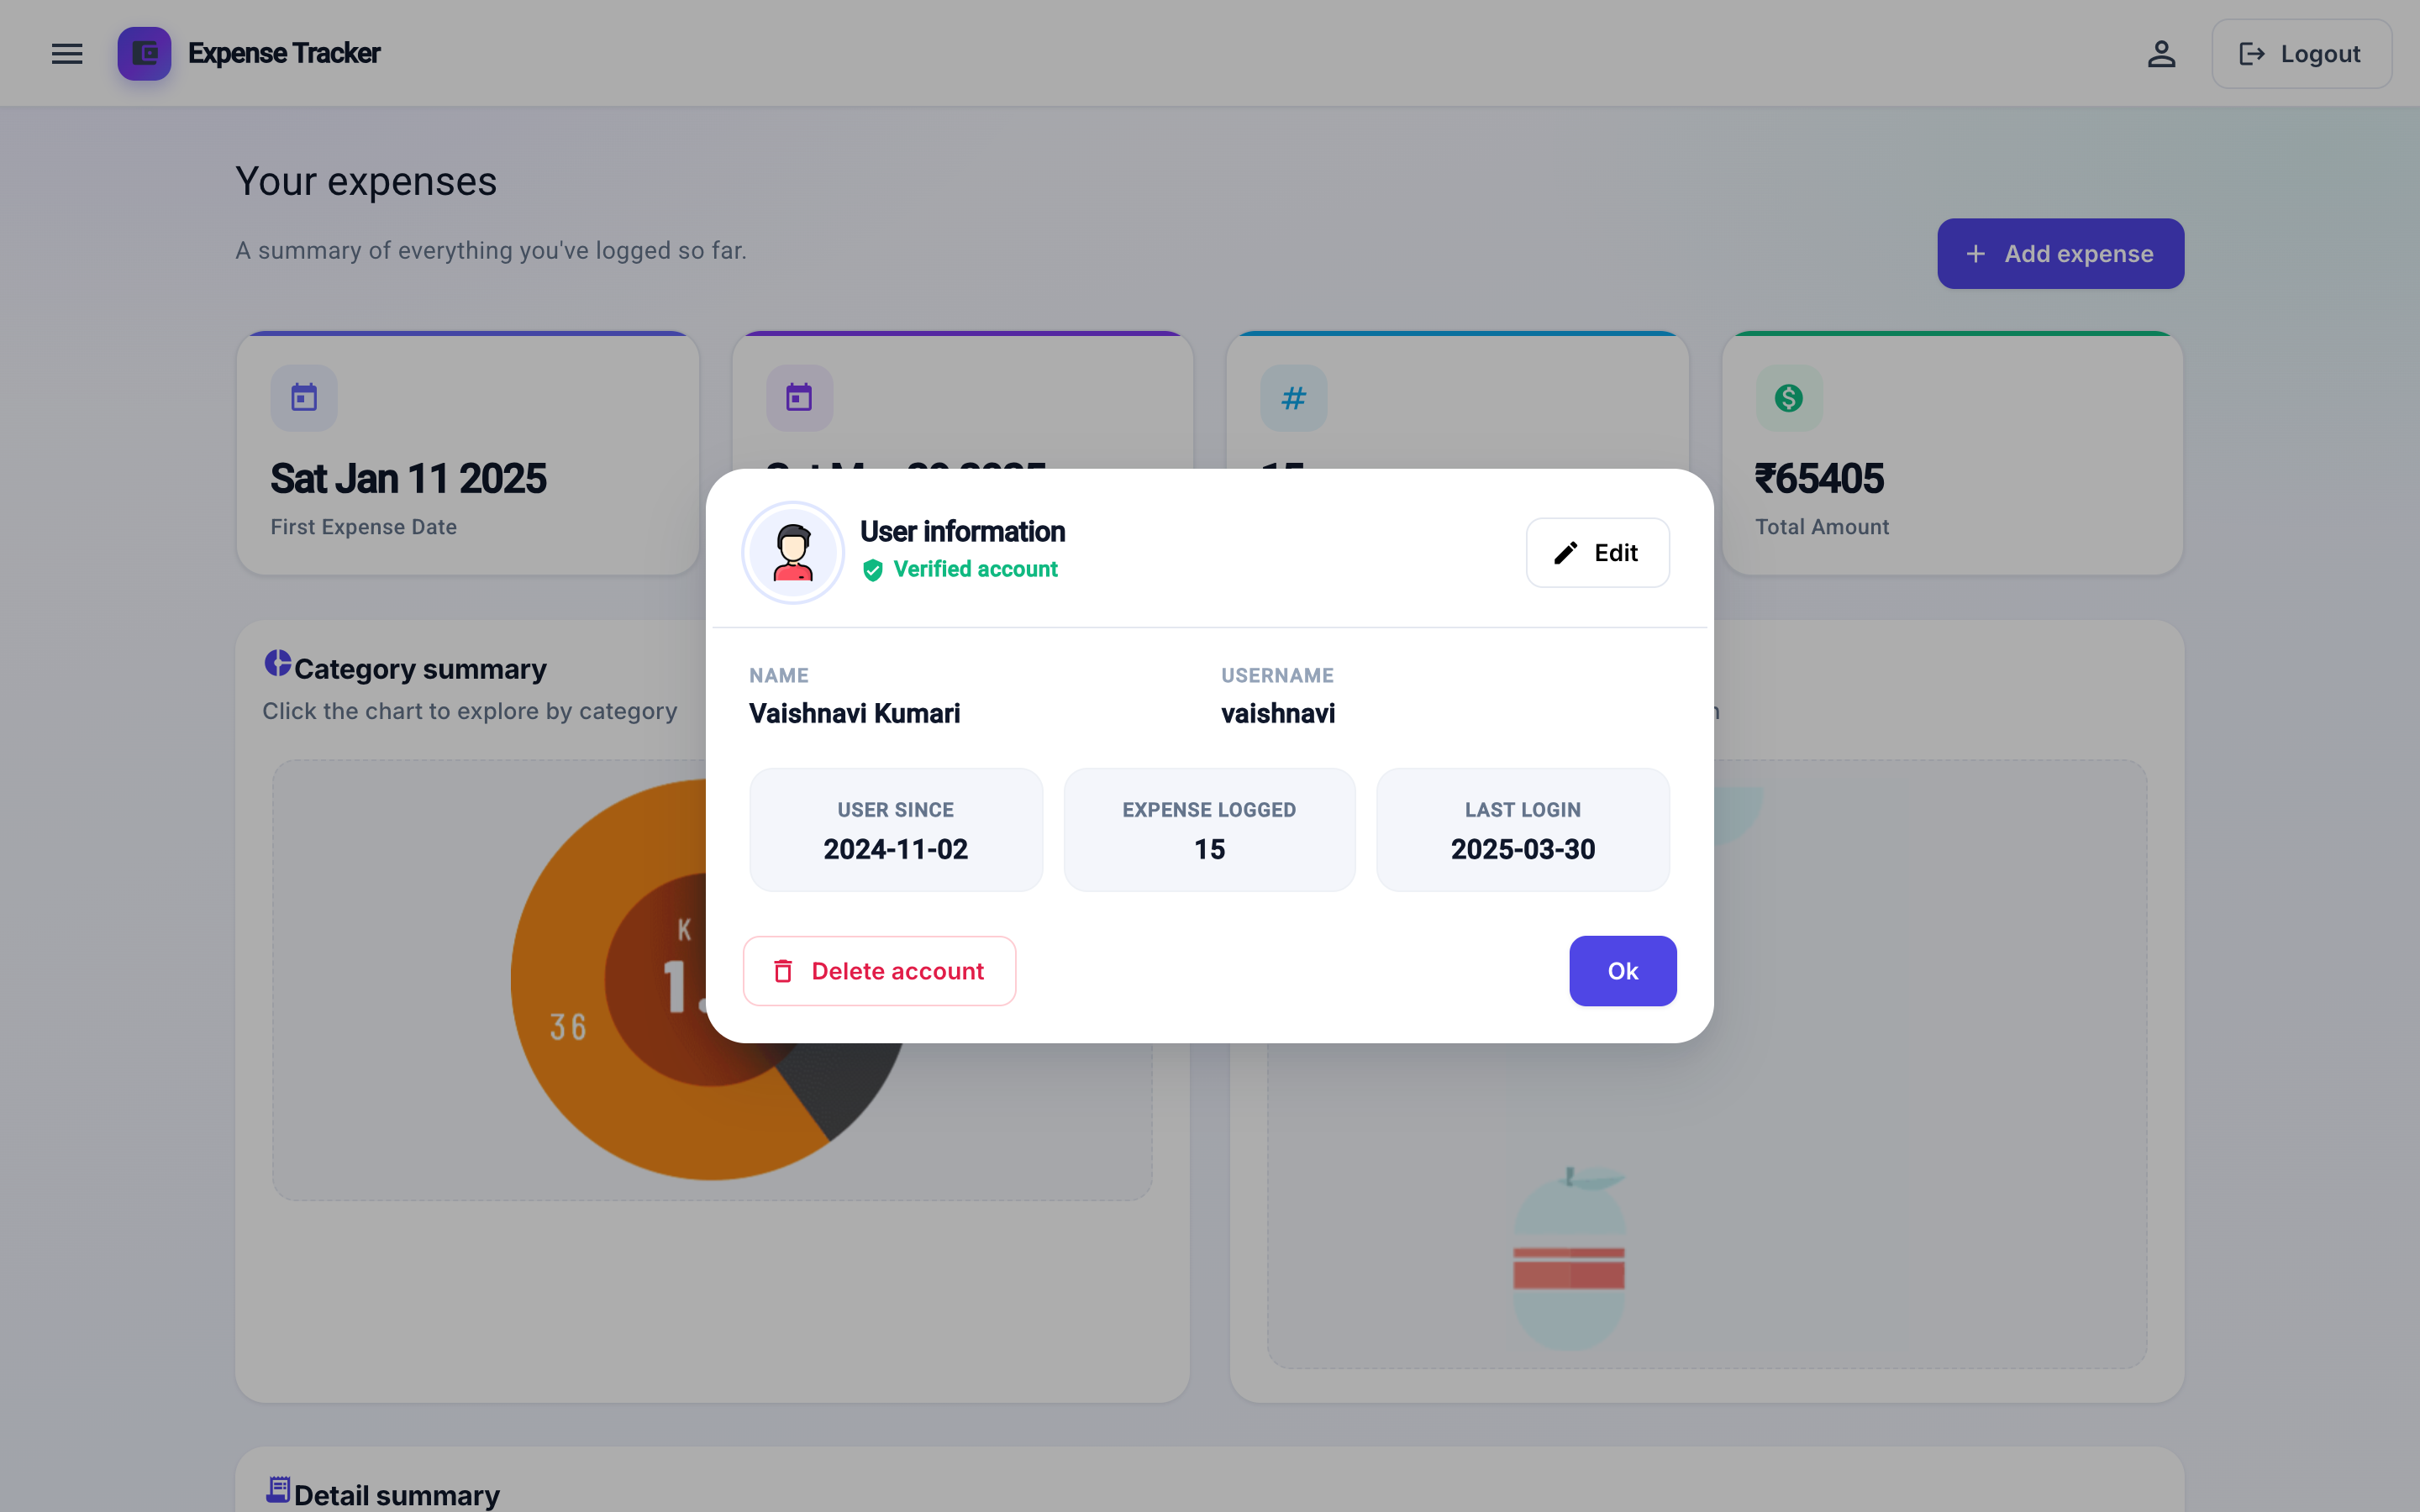 Expense Tracker
Logout
Your expenses
A summary of everything you've logged so far.
Add expense
Sat Jan 11 2025
First Expense Date
15
₹65405
Total Amount
User information
Verified account
Edit
NAME
Vaishnavi Kumari
USERNAME
vaishnavi
USER SINCE
2024-11-02
EXPENSE LOGGED
15
LAST LOGIN
2025-03-30
Delete account
Ok
Category summary
Click the chart to explore by category
K
1.
36
Detail summary